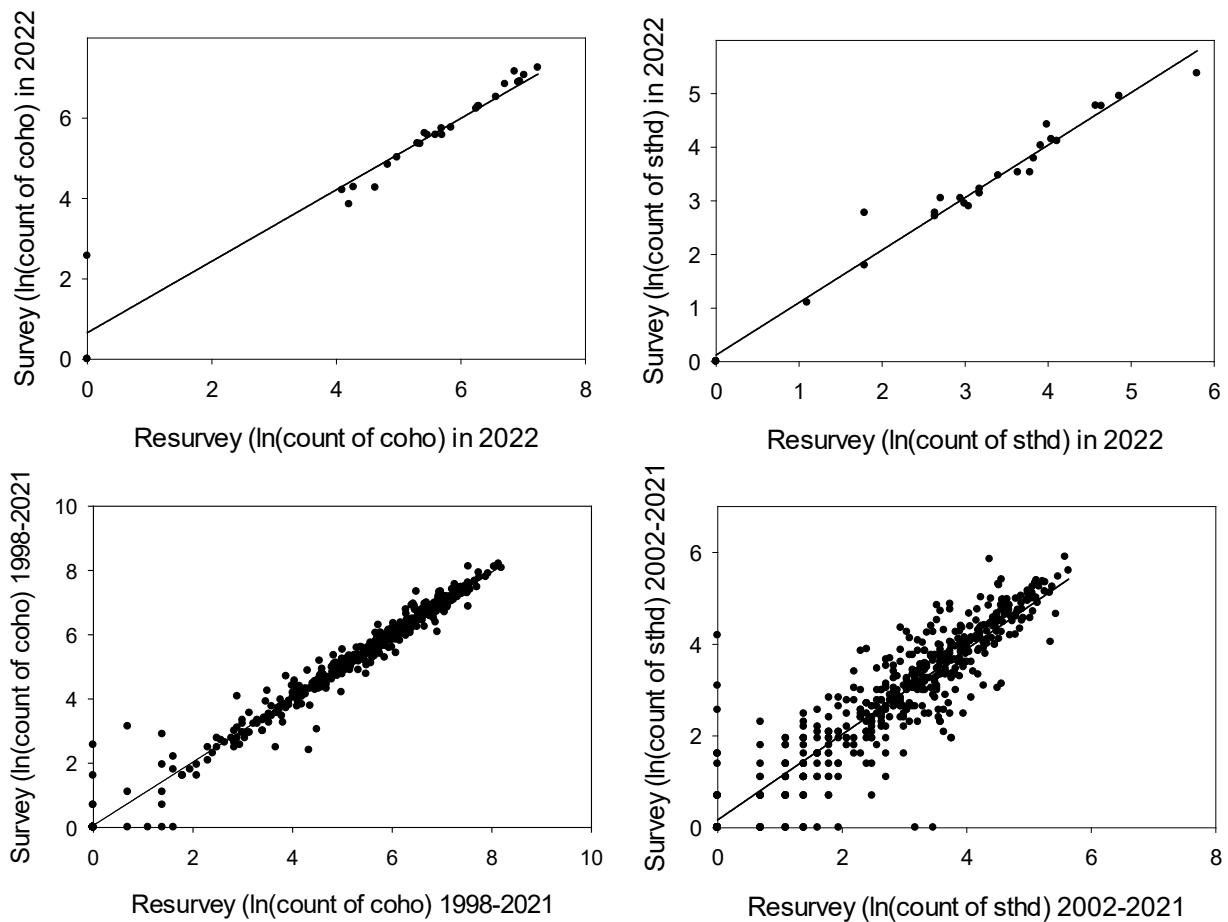 Survey (ln(count of coho) in 2022
6
4
2
0
0 2 4 6 8
Resurvey (ln(count of coho) in 2022
Survey (ln(count of sthd) in 2022
5
4
3
2
1
0
0 1 2 3 4 5 6
Resurvey (ln(count of sthd) in 2022
Survey (ln(count of coho) 1998-2021
10
8
6
4
2
0
0 2 4 6 8 10
Resurvey (ln(count of coho) 1998-2021
Survey (ln(count of sthd) 2002-2021
6
4
2
0
0 2 4 6 8
Resurvey (ln(count of sthd) 2002-2021